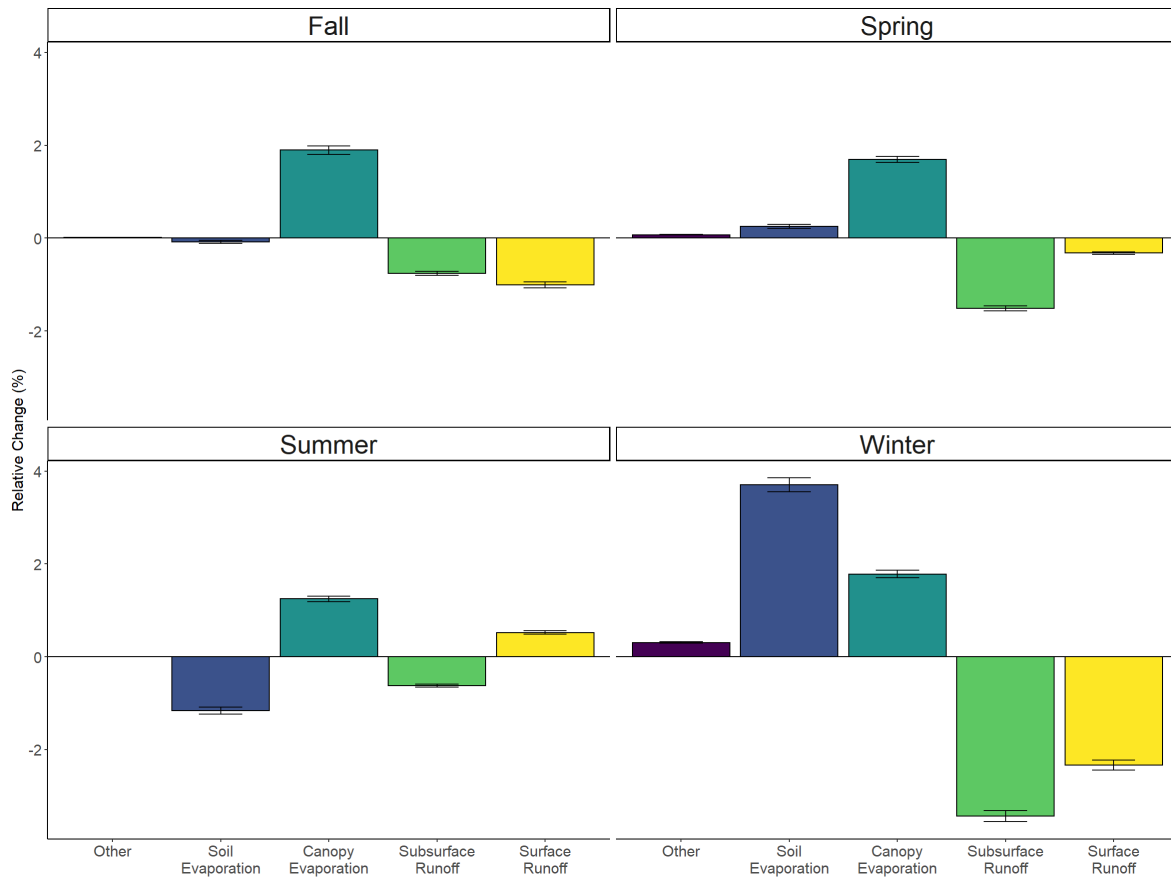 Fall
Spring
4
2
0
-2
Relative Change (%)
Summer
Winter
4
2
0
-2
Other
Soil
Evaporation
Canopy
Evaporation
Subsurface
Runoff
Surface
Runoff
Other
Soil
Evaporation
Canopy
Evaporation
Subsurface
Runoff
Surface
Runoff